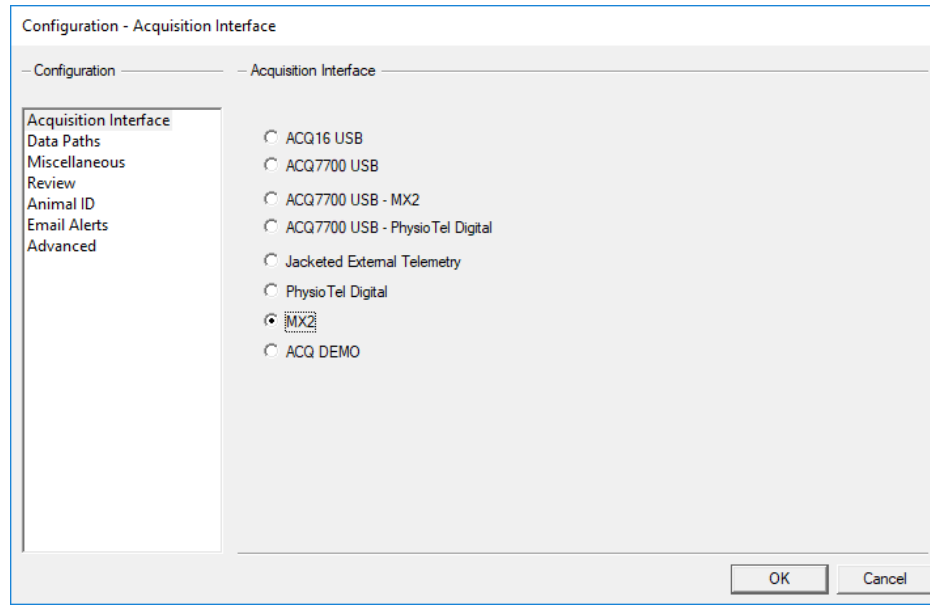 Configuration - Acquisition Interface
Configuration
Acquisition Interface
Acquisition Interface
Data Paths
Miscellaneous
Review
Animal ID
Email Alerts
Advanced
ACQ16 USB
ACQ7700 USB
ACQ7700 USB - MX2
ACQ7700 USB - PhysioTel Digital
Jacketed External Telemetry
PhysioTel Digital
MX2
ACQ DEMO
OK
Cancel